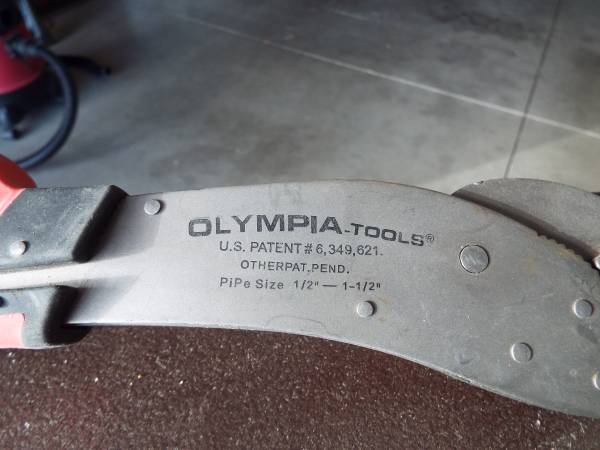 OLYMPIA-TOOLS®
U.S. PATENT# 6,349,621.
OTHERPAT.PEND.
PiPe Size 1/2" — 1-1/2"